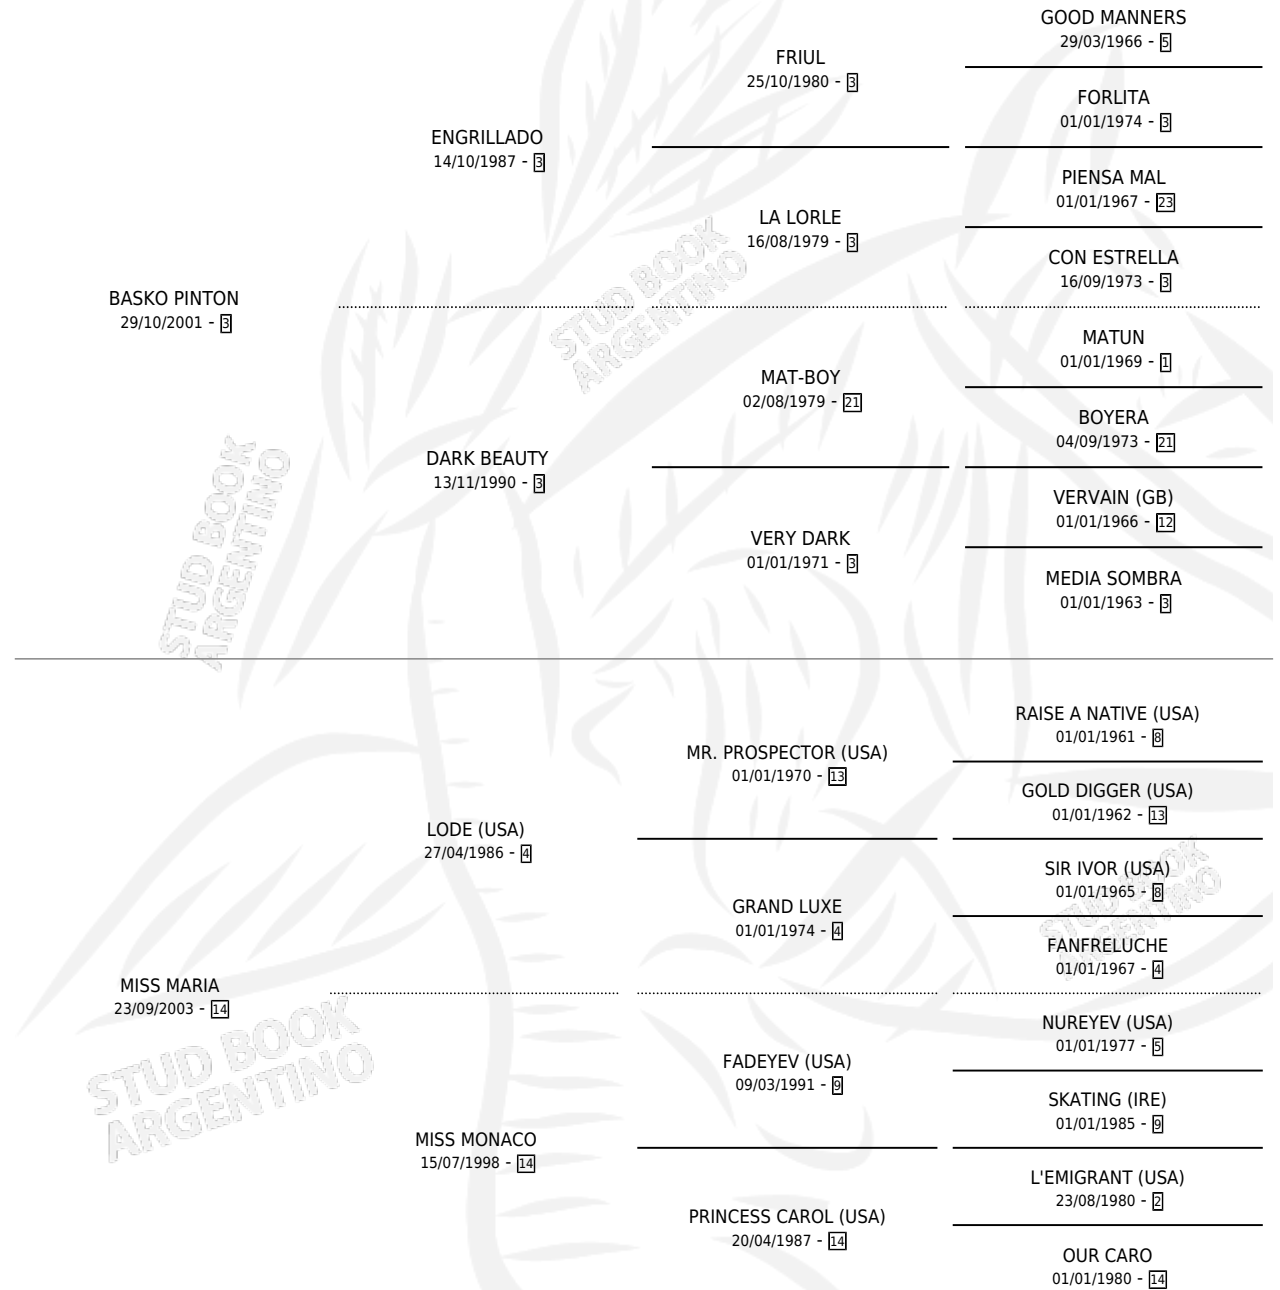 GOOD MANNERS
29/03/1966 - 5
FRIUL
25/10/1980 - 3
FORLITA
01/01/1974 - 3
ENGRILLADO
14/10/1987 - 3
PIENSA MAL
01/01/1967 - 23
LA LORLE
16/08/1979 - 3
CON ESTRELLA
16/09/1973 - 3
BASKO PINTON
29/10/2001 - 3
MATUN
01/01/1969 - 1
MAT-BOY
02/08/1979 - 21
BOYERA
04/09/1973 - 21
DARK BEAUTY
13/11/1990 - 3
VERVAIN (GB)
01/01/1966 - 12
VERY DARK
01/01/1971 - 3
MEDIA SOMBRA
01/01/1963 - 3
STUD BOOK
ARGENTINO
STUD BOOK
ARGENTINO
RAISE A NATIVE (USA)
01/01/1961 - 8
MR. PROSPECTOR (USA)
01/01/1970 - 13
GOLD DIGGER (USA)
01/01/1962 - 13
LODE (USA)
27/04/1986 - 4
SIR IVOR (USA)
01/01/1965 - 8
GRAND LUXE
01/01/1974 - 4
FANFRELUCHE
01/01/1967 - 4
STUD BOOK
ARGENTINO
MISS MARIA
23/09/2003 - 14
NUREYEV (USA)
01/01/1977 - 5
FADEYEV (USA)
09/03/1991 - 9
SKATING (IRE)
01/01/1985 - 9
MISS MONACO
15/07/1998 - 14
L'EMIGRANT (USA)
23/08/1980 - 2
PRINCESS CAROL (USA)
20/04/1987 - 14
OUR CARO
01/01/1980 - 14
STUD BOOK
ARGENTINO